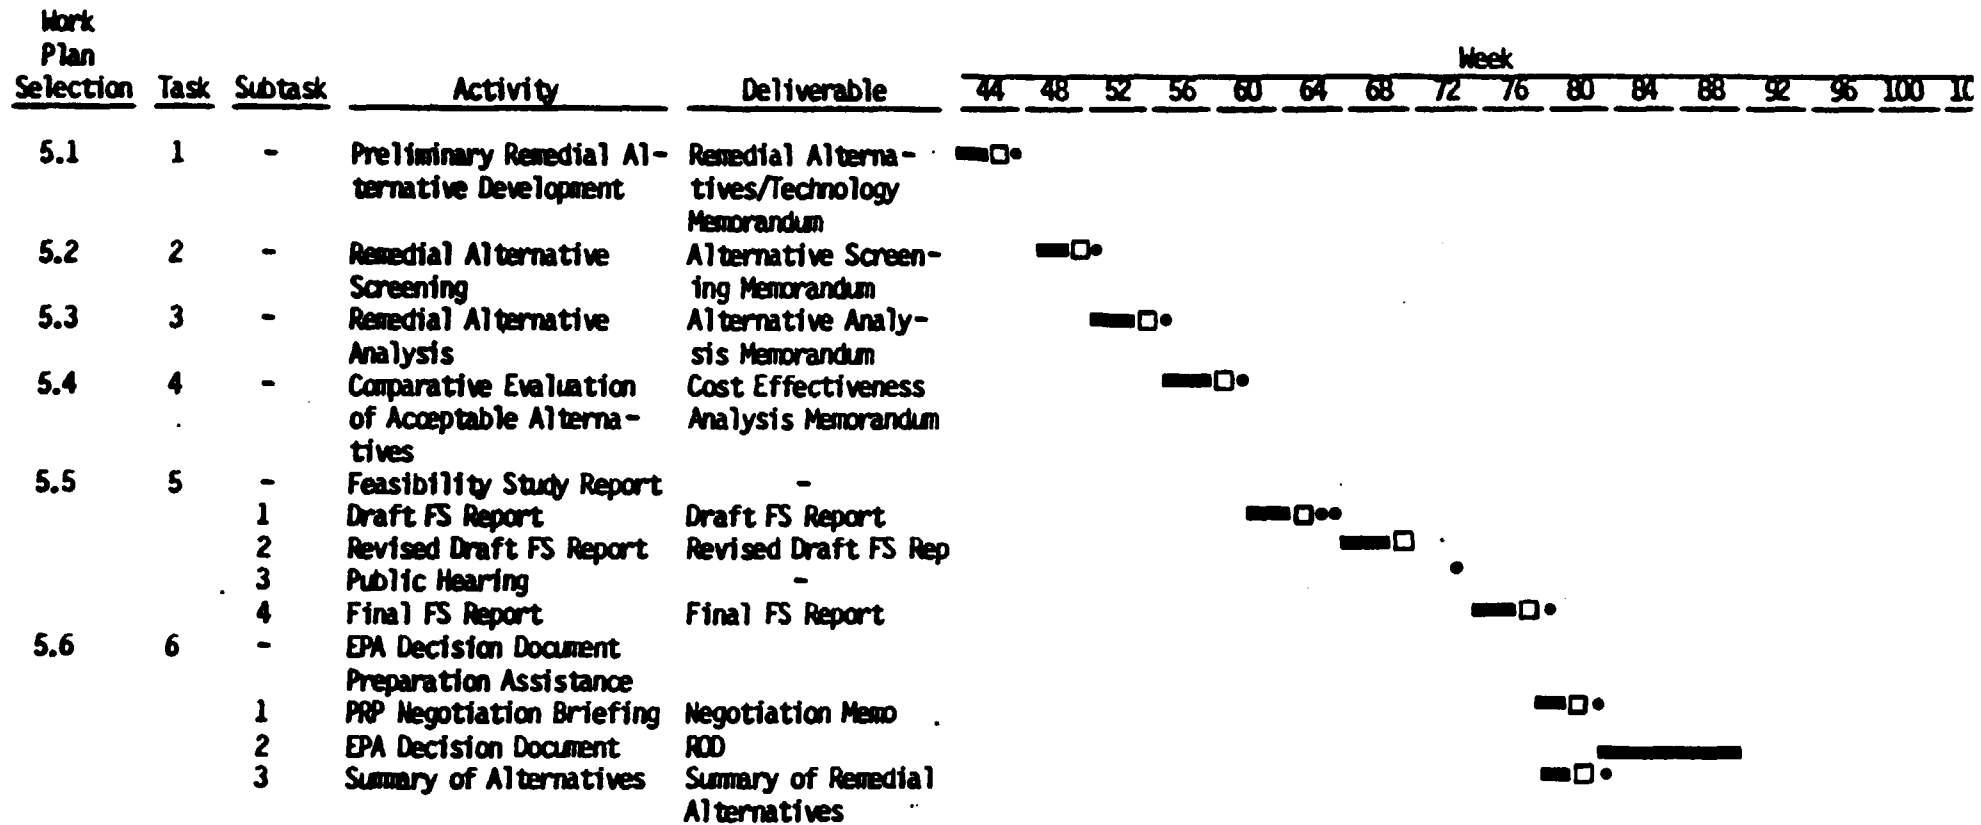 Work
Plan
Week
Selection Task Subtask Activity Deliverable 44 48 52 56 60 64 68 72 76 80 84 88 92 96 100 10
5.1 1 - Preliminary Remedial Al- Remedial Alterna-
ternative Development tives/Technology
Memorandum
5.2 2 - Remedial Alternative Alternative Screen-
Screening ing Memorandum
5.3 3 - Remedial Alternative Alternative Analy-
Analysis sis Memorandum
5.4 4 - Comparative Evaluation Cost Effectiveness
of Acceptable Alterna- Analysis Memorandum
tives
5.5 5 - Feasibility Study Report -
1 Draft FS Report Draft FS Report
2 Revised Draft FS Report Revised Draft FS Rep
3 Public Hearing -
4 Final FS Report Final FS Report
5.6 6 - EPA Decision Document
Preparation Assistance
1 PRP Negotiation Briefing Negotiation Memo
2 EPA Decision Document ROD
3 Summary of Alternatives Summary of Remedial
Alternatives